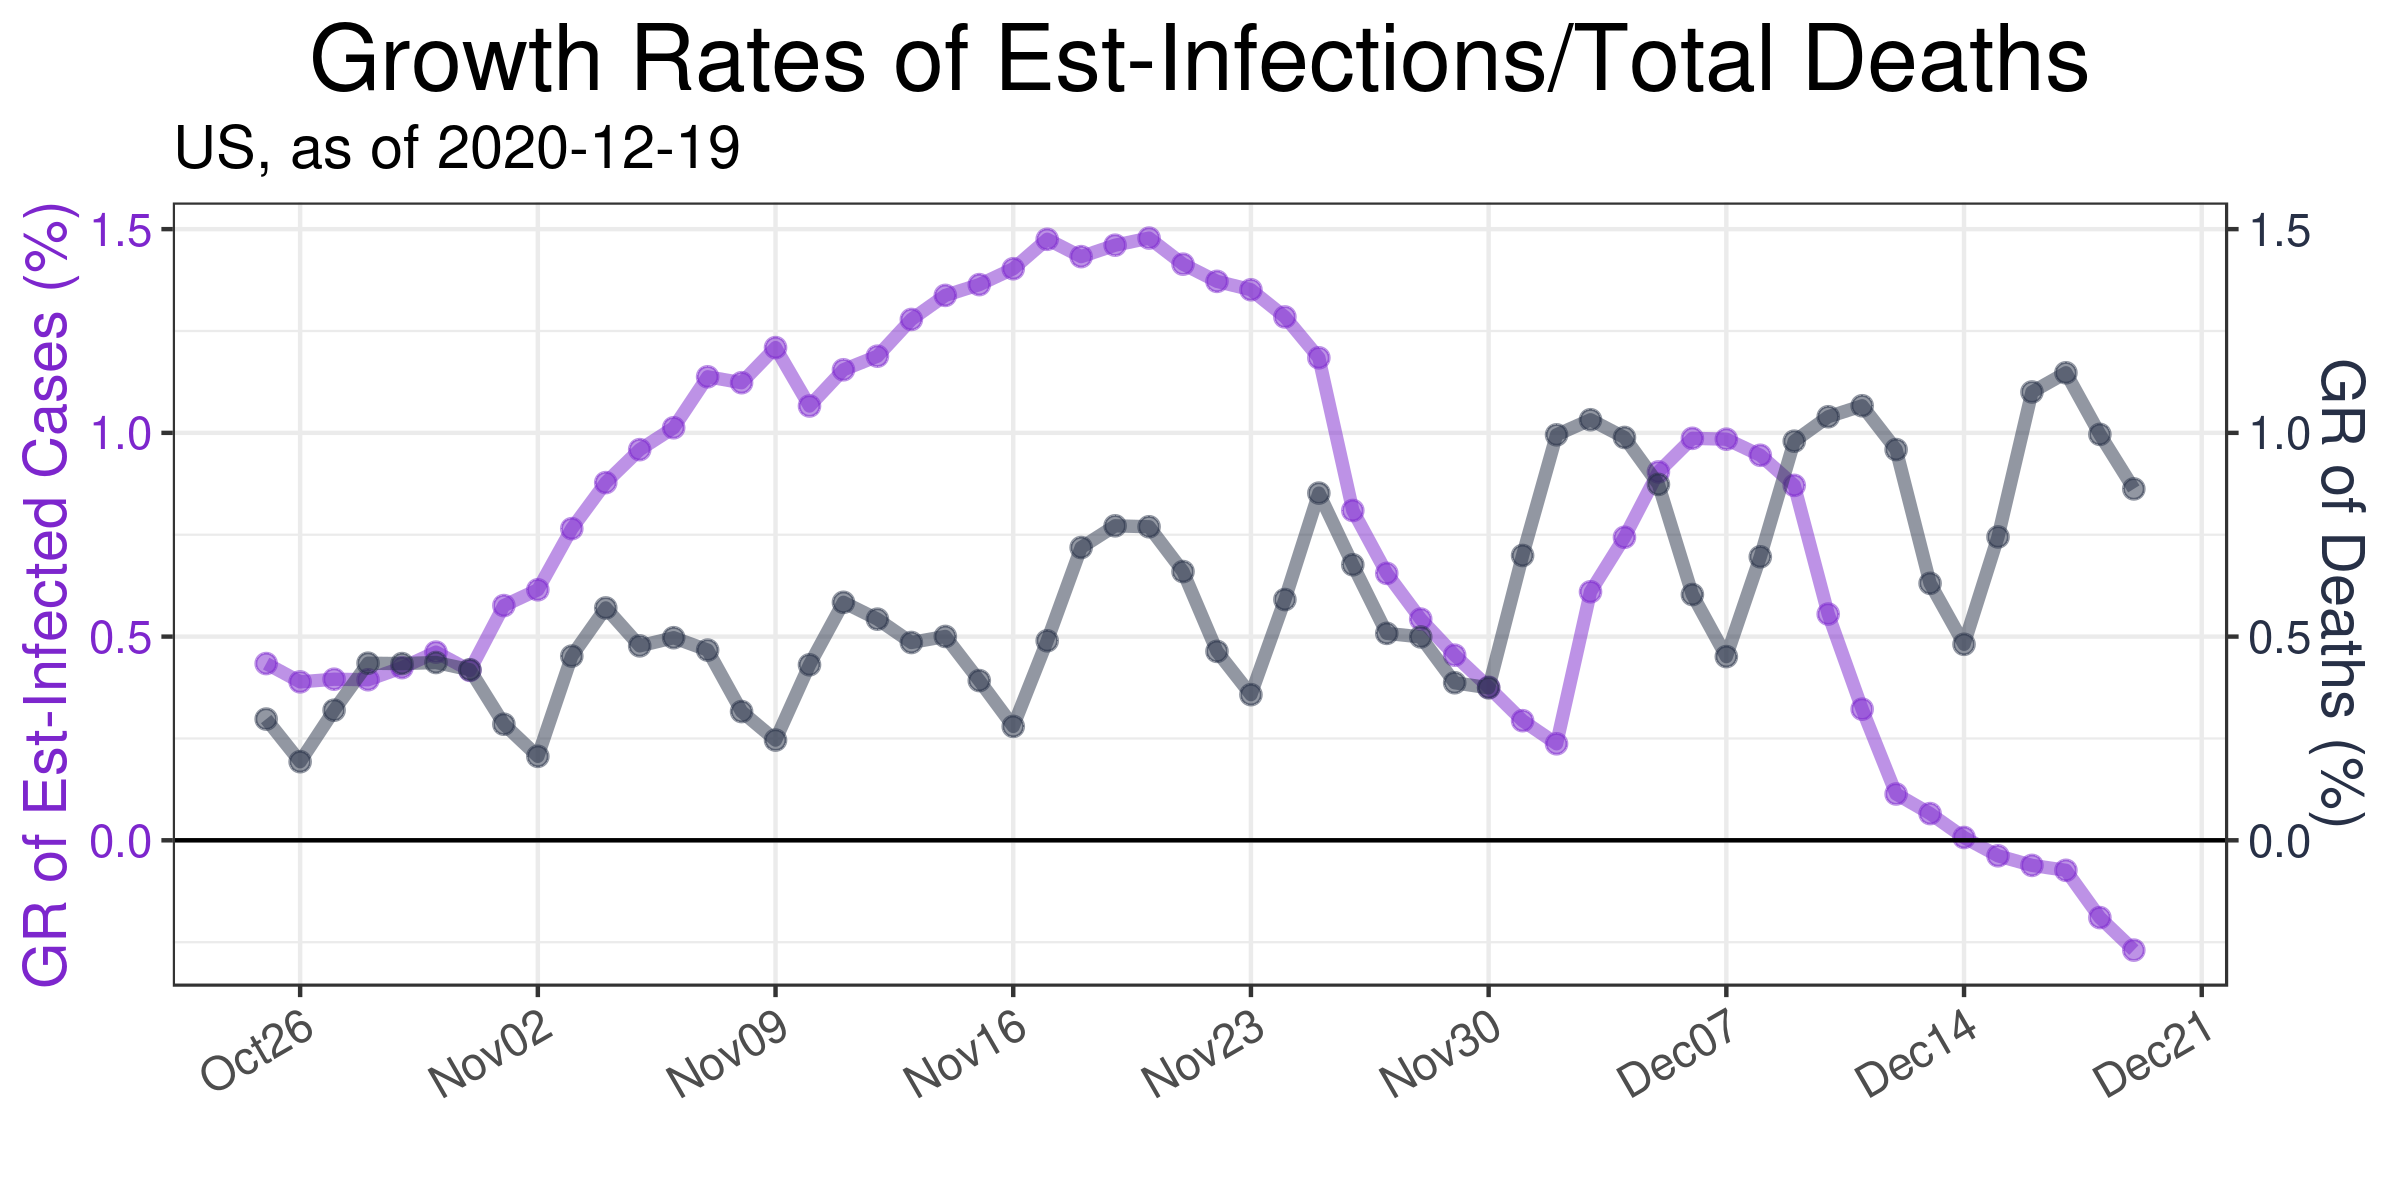 Growth Rates of Est-Infections/Total Deaths
US, as of 2020-12-19
GR of Est-Infected Cases (%)
1.5
1.0
0.5
0.0
1.5
1.0
0.5
0.0
GR of Deaths (%)
Oct26
Nov02
Nov09
Nov16
Nov23
Nov30
Dec07
Dec14
Dec21